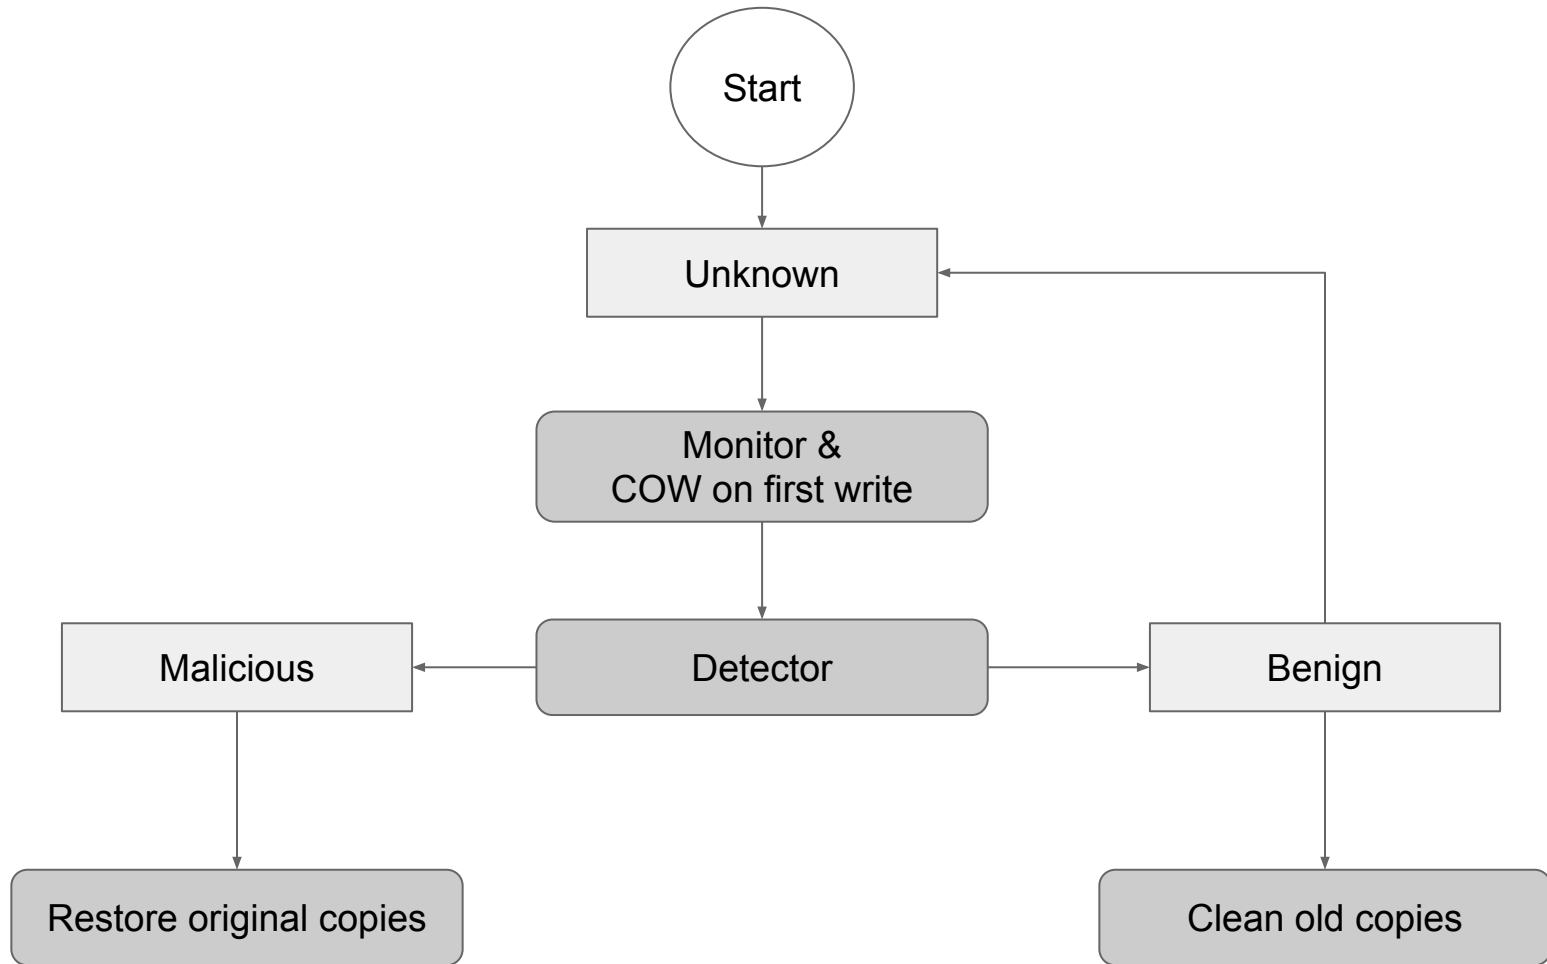 Start
Unknown
Monitor &
COW on first write
Malicious
Detector
Benign
Restore original copies
Clean old copies